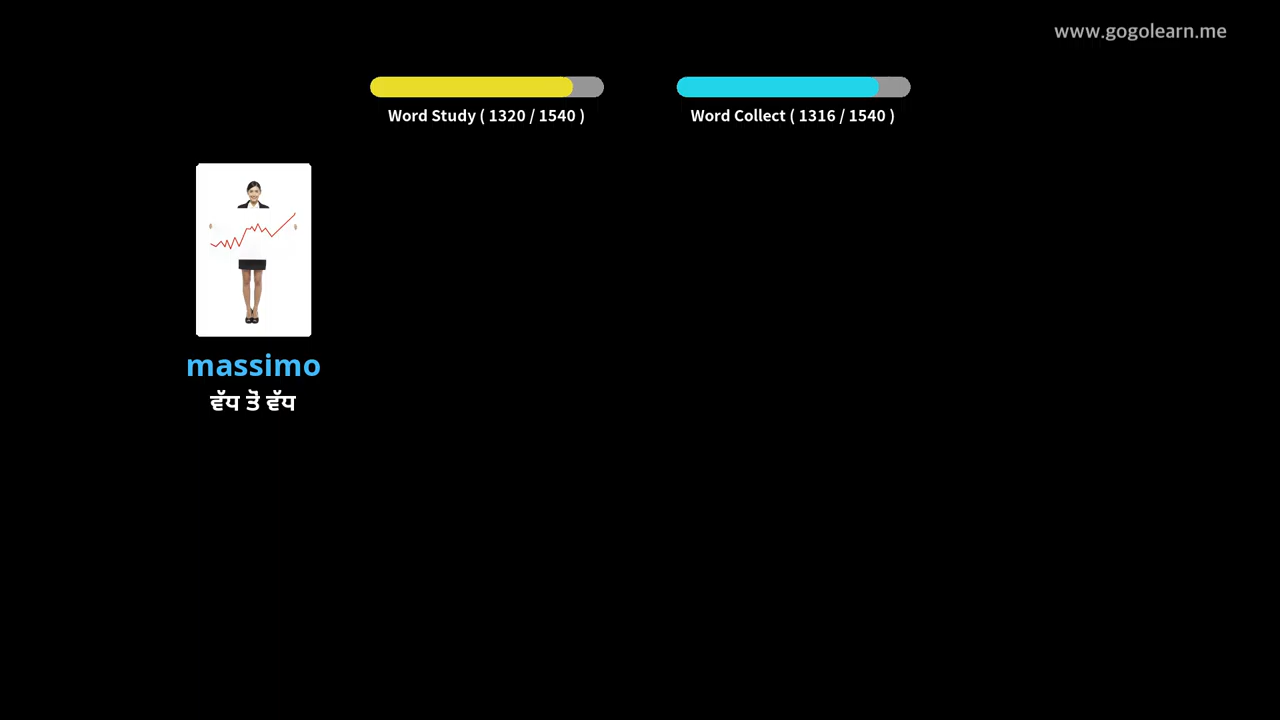 www.gogolearn.me
Word Study ( 1320 / 1540 )
Word Collect ( 1316 / 1540 )
massimo
ਵੱਧ ਤੋਂ ਵੱਧ